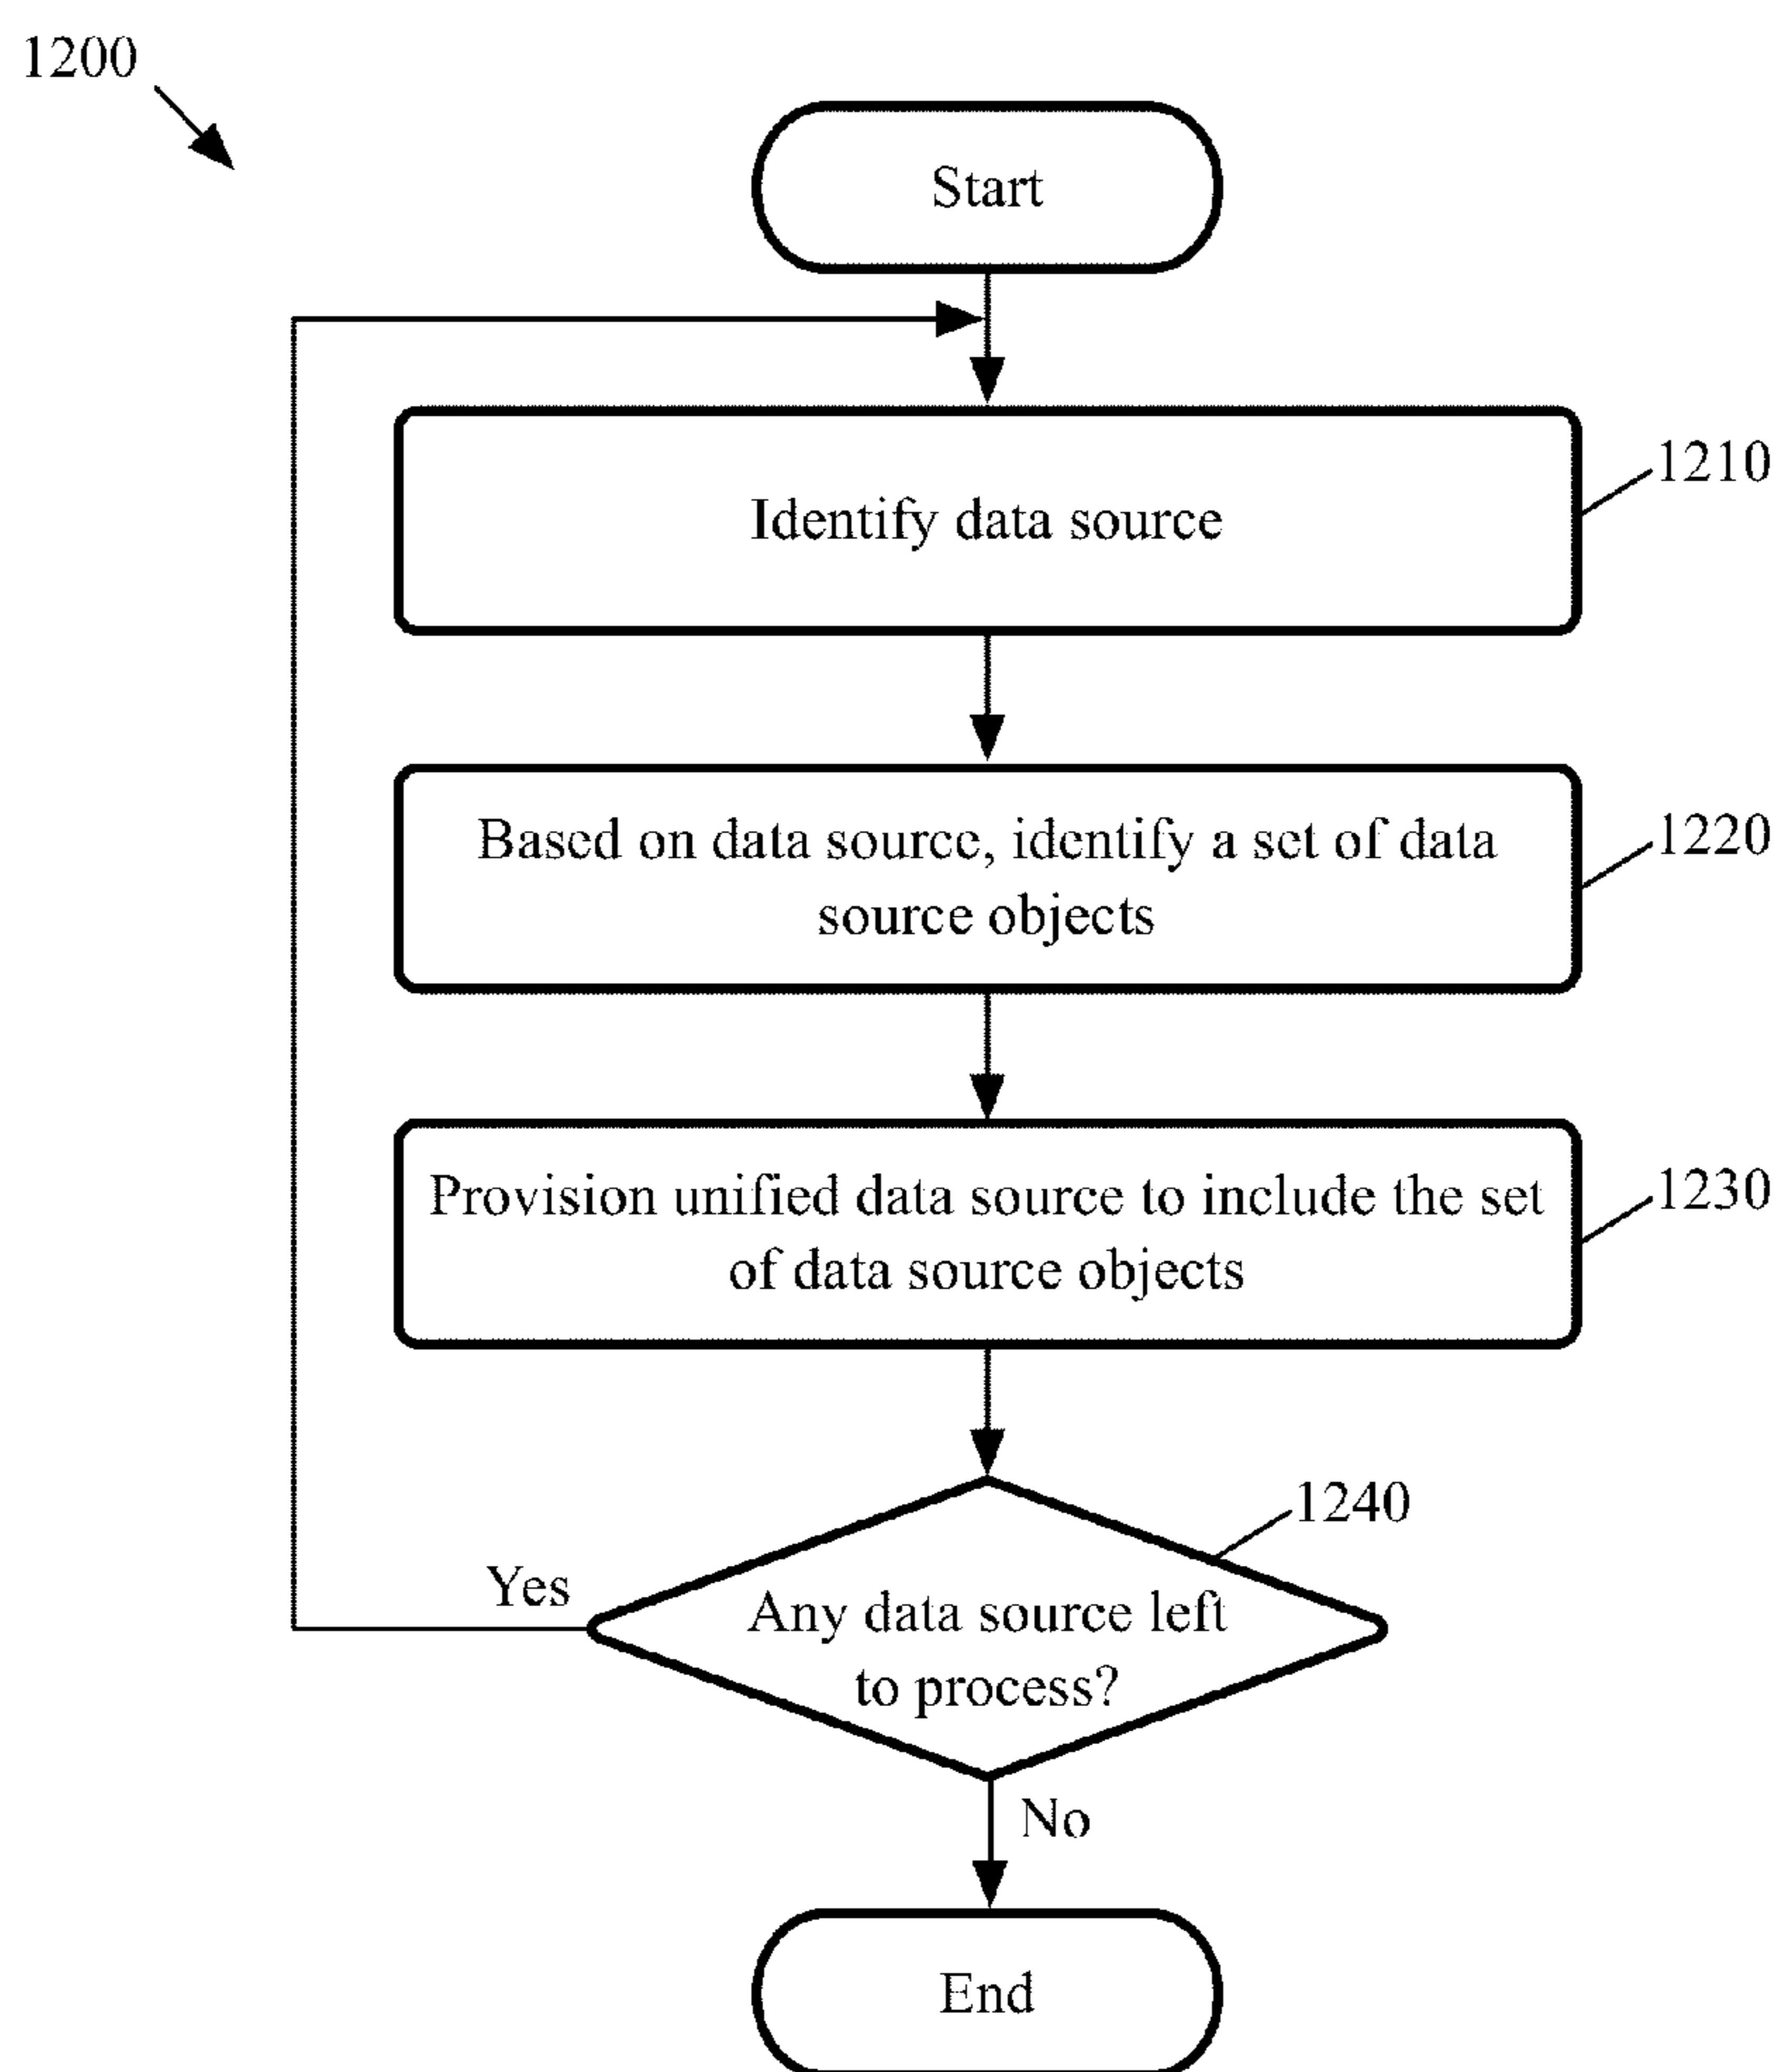 1200
Start
Identify data source
1210
Based on data source, identify a set of data
source objects
1220
Provision unified data source to include the set
of data source objects
1230
1240
Any data source left
to process?
Yes
No
End